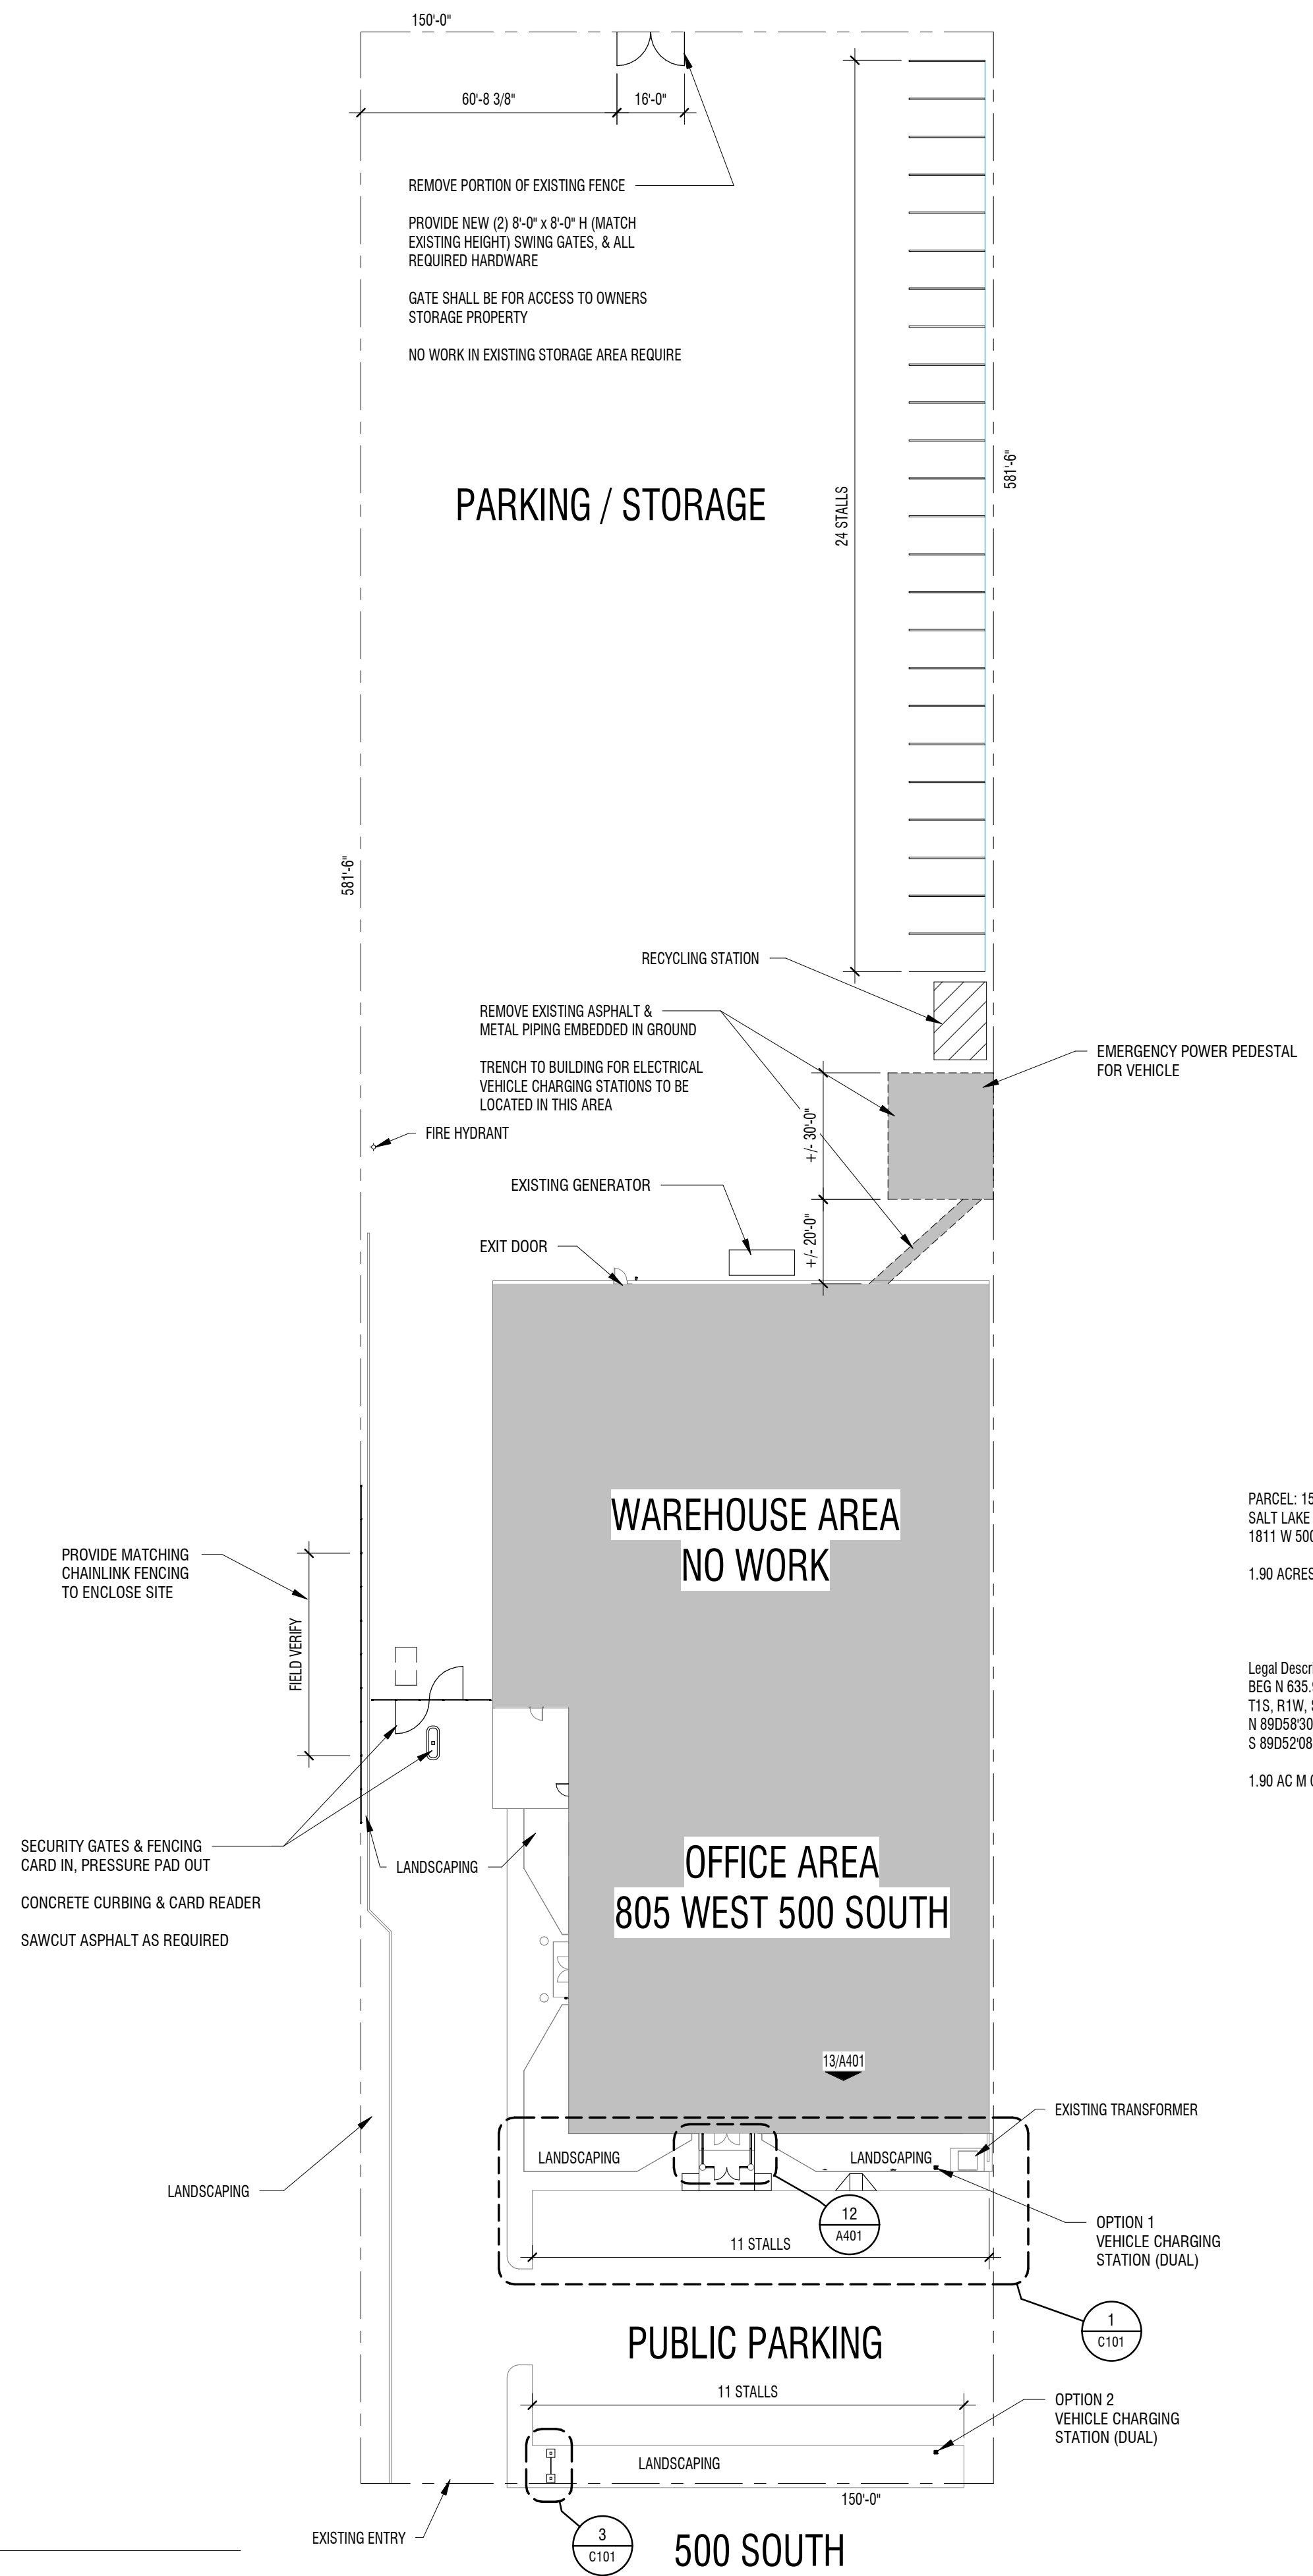 150'-0"
60'-8 3/8"
16'-0"
REMOVE PORTION OF EXISTING FENCE
PROVIDE NEW (2) 8'-0" x 8'-0" H (MATCH
EXISTING HEIGHT) SWING GATES, & ALL
REQUIRED HARDWARE
GATE SHALL BE FOR ACCESS TO OWNERS
STORAGE PROPERTY
NO WORK IN EXISTING STORAGE AREA REQUIRE
PARKING / STORAGE
24 STALLS
581'-6"
581'-6"
RECYCLING STATION
REMOVE EXISTING ASPHALT &
METAL PIPING EMBEDDED IN GROUND
TRENCH TO BUILDING FOR ELECTRICAL
VEHICLE CHARGING STATIONS TO BE
LOCATED IN THIS AREA
EMERGENCY POWER PEDESTAL
FOR VEHICLE
+/- 30'-0"
FIRE HYDRANT
EXISTING GENERATOR
+/- 20'-0"
EXIT DOOR
WAREHOUSE AREA
NO WORK
PARCEL: 15
SALT LAKE
1811 W 500
1.90 ACRES
PROVIDE MATCHING
CHAINLINK FENCING
TO ENCLOSE SITE
FIELD VERIFY
Legal Descri
BEG N 635.9
T1S, R1W, S
N 89D58'30
S 89D52'08
1.90 AC M O
SECURITY GATES & FENCING
CARD IN, PRESSURE PAD OUT
CONCRETE CURBING & CARD READER
SAWCUT ASPHALT AS REQUIRED
LANDSCAPING
OFFICE AREA
805 WEST 500 SOUTH
13/A401
EXISTING TRANSFORMER
LANDSCAPING
LANDSCAPING
LANDSCAPING
12
A401
OPTION 1
VEHICLE CHARGING
STATION (DUAL)
11 STALLS
1
C101
PUBLIC PARKING
11 STALLS
OPTION 2
VEHICLE CHARGING
STATION (DUAL)
LANDSCAPING
150'-0"
EXISTING ENTRY
3
C101
500 SOUTH